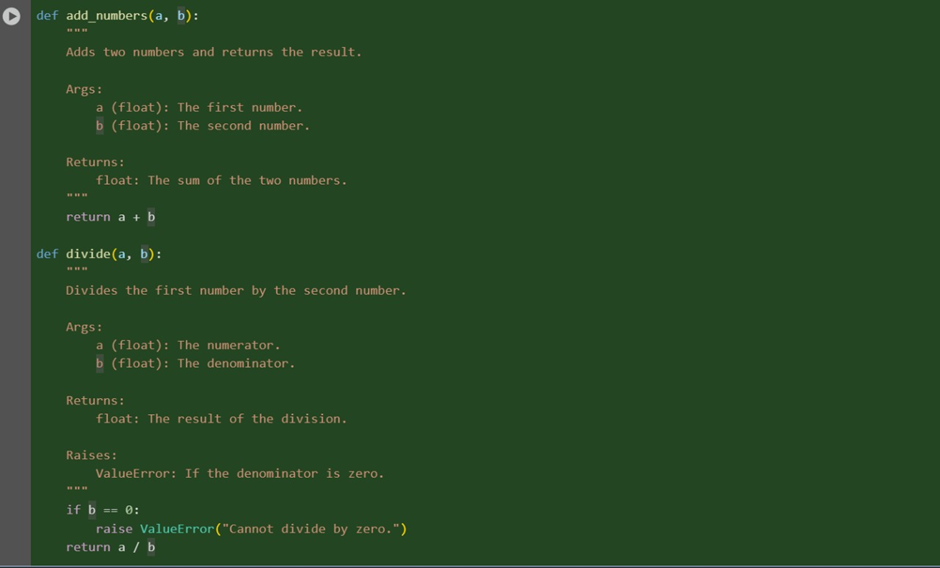 def add_numbers(a, b):
    """
    Adds two numbers and returns the result.

    Args:
        a (float): The first number.
        b (float): The second number.

    Returns:
        float: The sum of the two numbers.
    """
    return a + b

def divide(a, b):
    """
    Divides the first number by the second number.

    Args:
        a (float): The numerator.
        b (float): The denominator.

    Returns:
        float: The result of the division.

    Raises:
        ValueError: If the denominator is zero.
    """
    if b == 0:
        raise ValueError("Cannot divide by zero.")
    return a / b